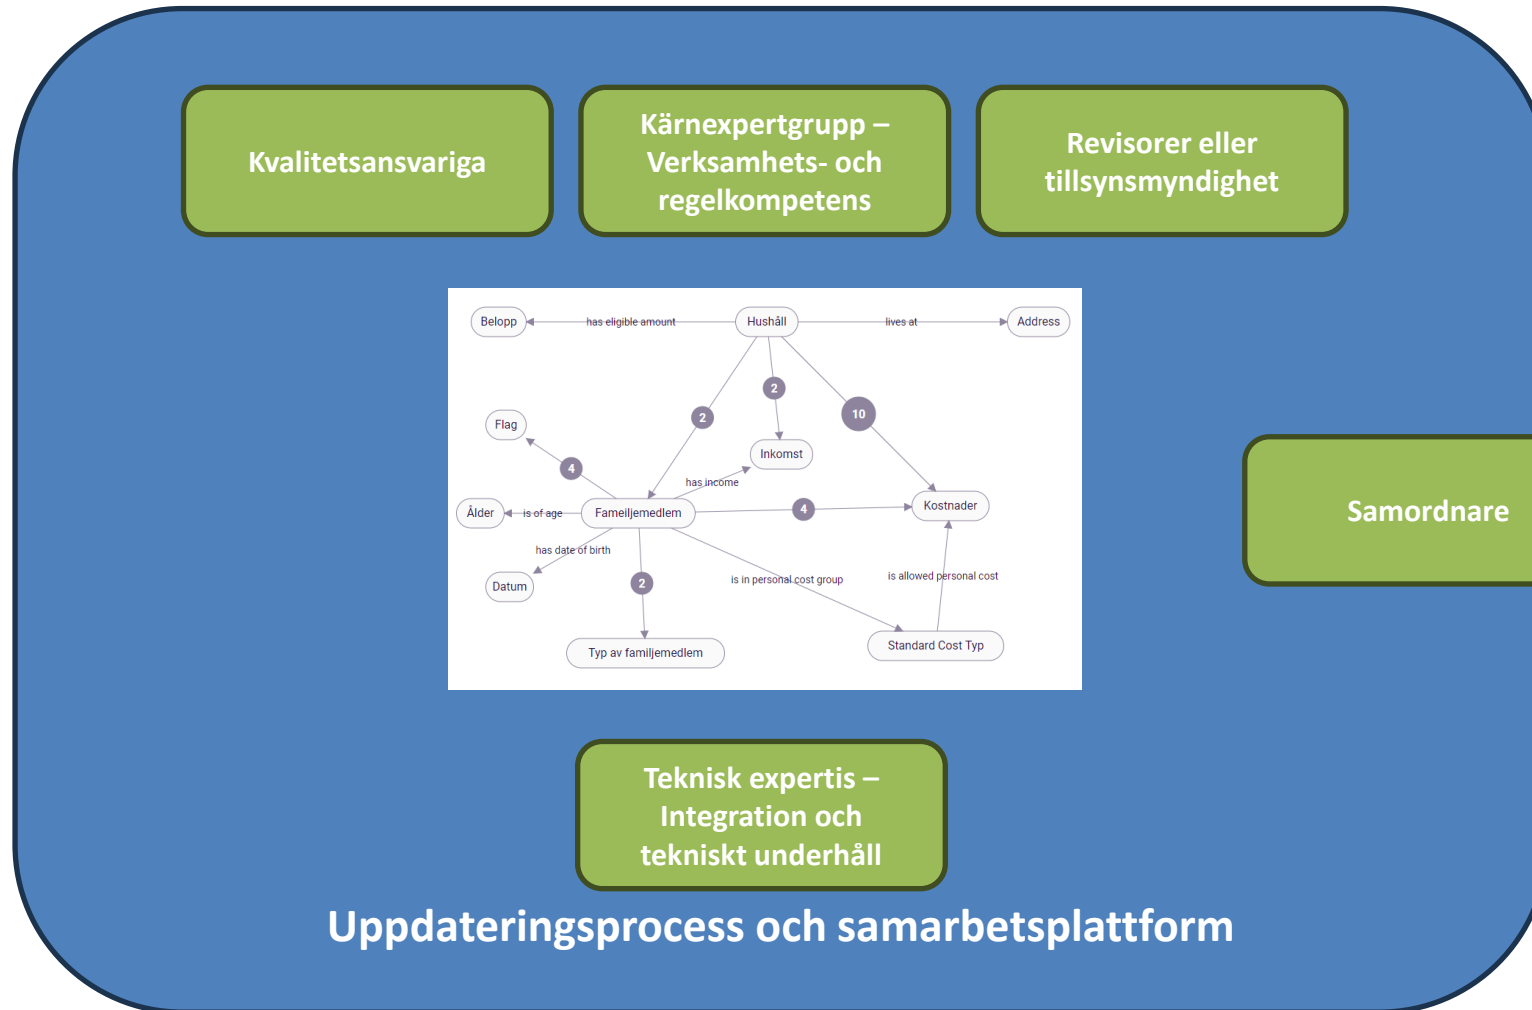 Kvalitetsansvariga
Kärnexpertgrupp –
Verksamhets- och
regelkompetens
Revisorer eller
tillsynsmyndighet
Belopp
has eligible amount
Hushåll
lives at
Address
2
2
10
Flag
4
Inkomst
has income
Ålder
is of age
Fameiljemedlem
4
Kostnader
has date of birth
Datum
2
is in personal cost group
is allowed personal cost
Typ av familjemedlem
Standard Cost Typ
Samordnare
Teknisk expertis –
Integration och
tekniskt underhåll
Uppdateringsprocess och samarbetsplattform